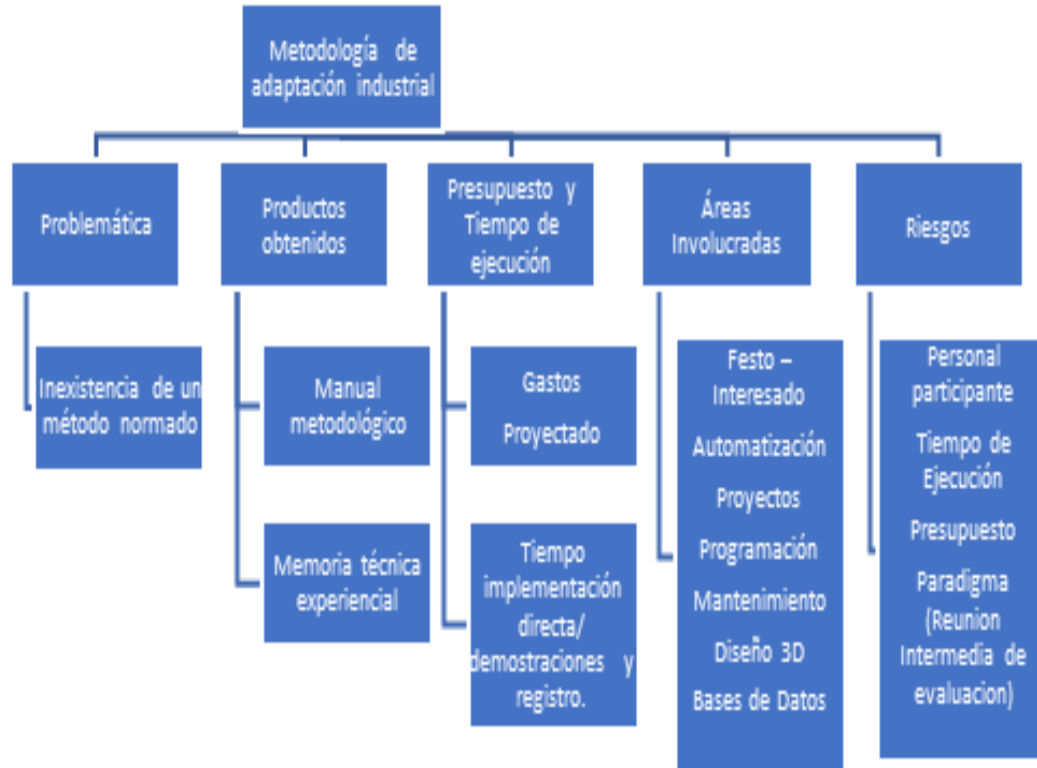 Metodología de
adaptación industrial
Problemática
Productos
obtenidos
Presupuesto y
Tiempo de
ejecución
Áreas
Involucradas
Riesgos
Inexistencia de un
método normado
Manual
metodológico
Memoria técnica
experiencial
Gastos
Proyectado
Tiempo
implementación
directa/
demostraciones y
registro.
Festo –
Interesado
Automatización
Proyectos
Programación
Mantenimiento
Diseño 3D
Bases de Datos
Personal
participante
Tiempo de
Ejecución
Presupuesto
Paradigma
(Reunion
Intermedia de
evaluacion)